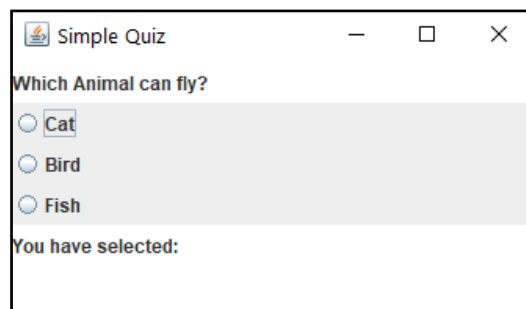 Simple Quiz
Which Animal can fly?
Cat
Bird
Fish
You have selected: